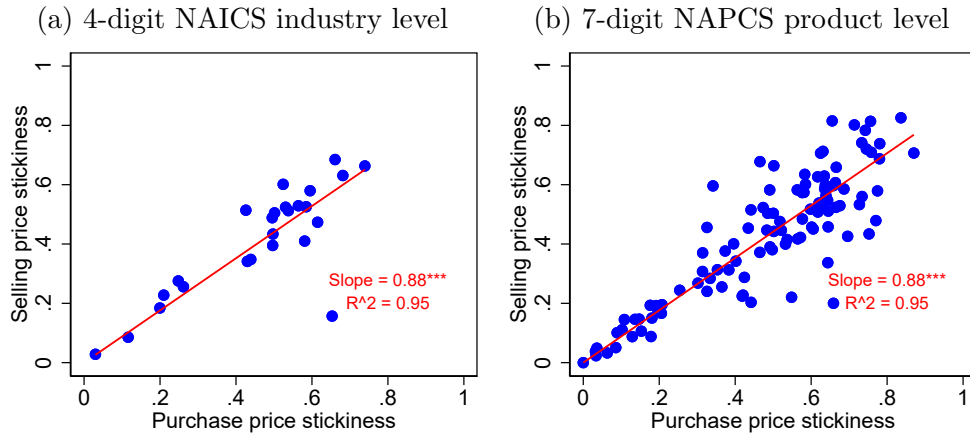 (a) 4-digit NAICS industry level
Selling price stickiness
0 .2 .4 .6 .8 1
Slope = 0.88***
R^2 = 0.95
0 .2 .4 .6 .8 1
Purchase price stickiness
(b) 7-digit NAPCS product level
Selling price stickiness
0 .2 .4 .6 .8 1
Slope = 0.88***
R^2 = 0.95
0 .2 .4 .6 .8 1
Purchase price stickiness